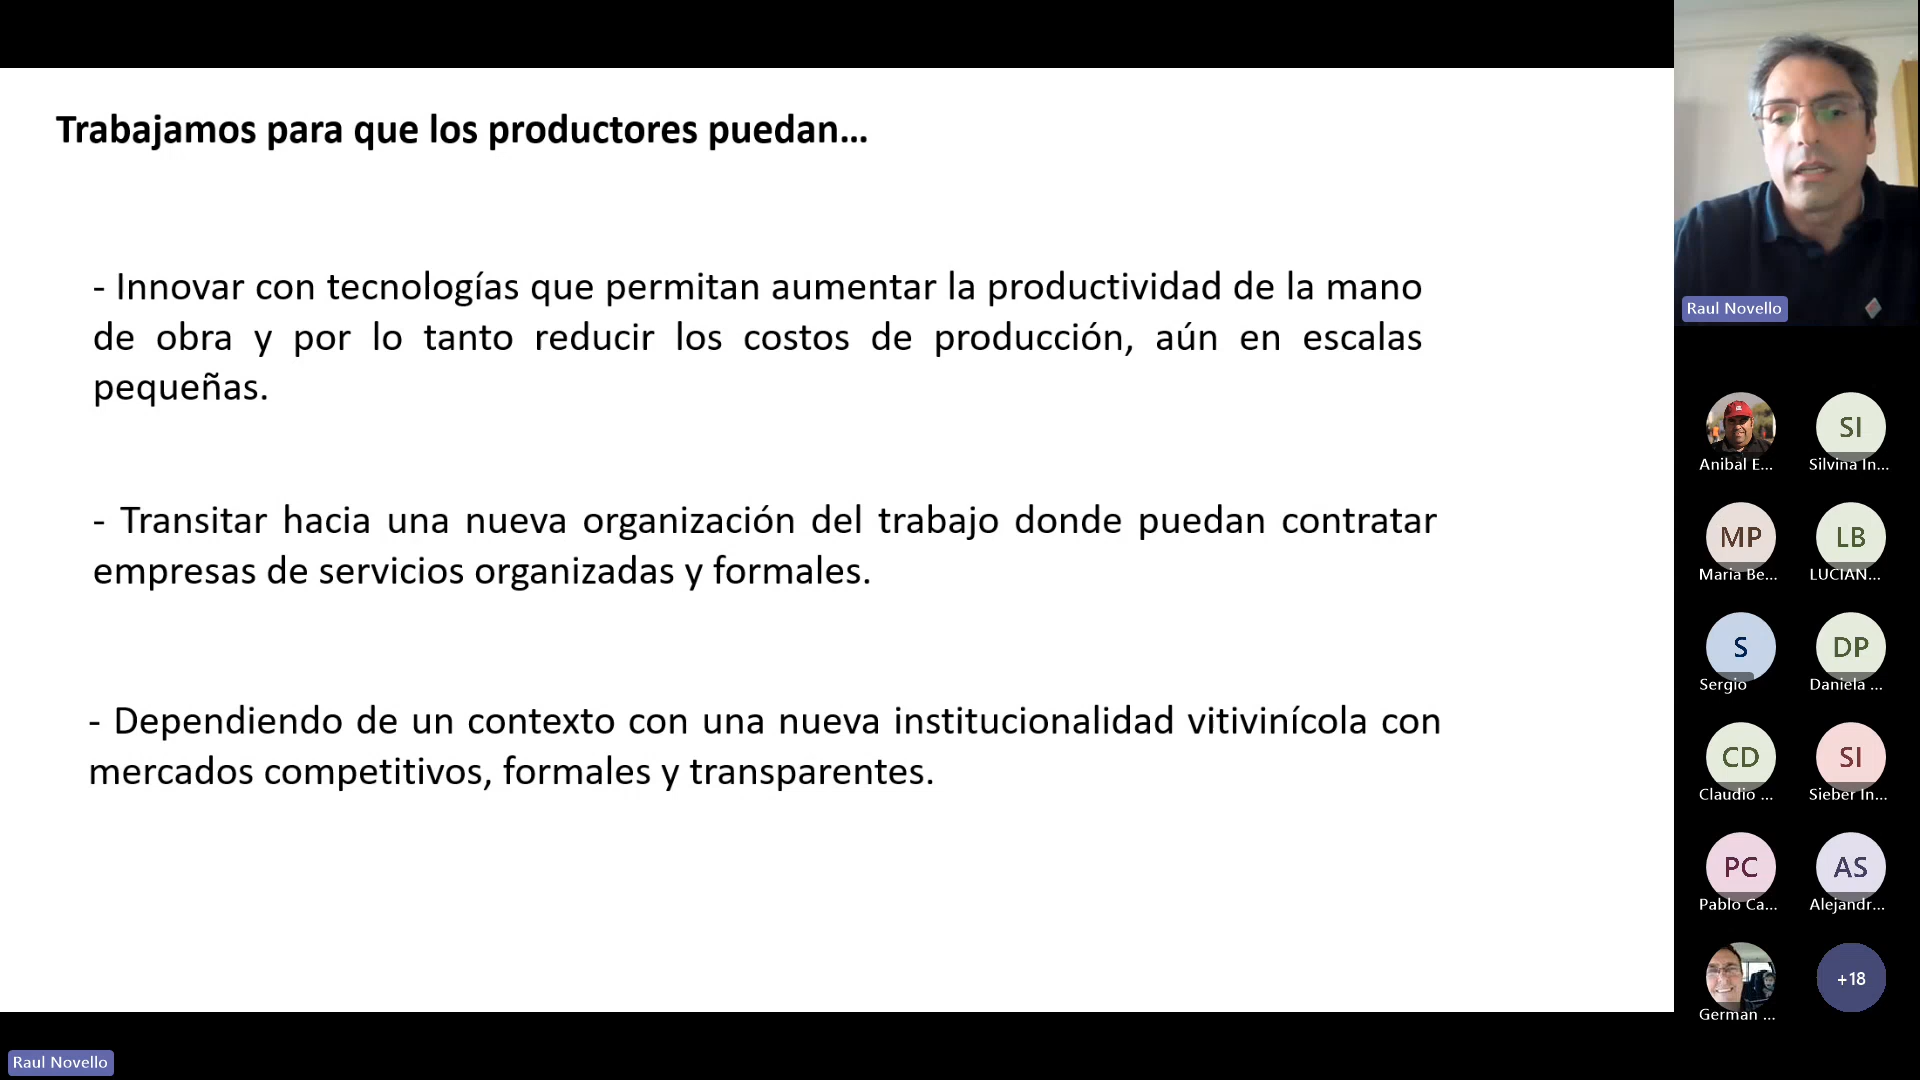 Trabajamos para que los productores puedan...
- Innovar con tecnologías que permitan aumentar la productividad de la mano
de obra y por lo tanto reducir los costos de producción, aún en escalas
pequeñas.
- Transitar hacia una nueva organización del trabajo donde puedan contratar
empresas de servicios organizadas y formales.
- Dependiendo de un contexto con una nueva institucionalidad vitivinícola con
mercados competitivos, formales y transparentes.
Raul Novello
Anibal E...
SI
Silvina In...
MP
Maria Be...
LB
LUCIAN...
S
Sergio
DP
Daniela ...
CD
Claudio ...
SI
Sieber In...
PC
Pablo Ca...
AS
Alejandr...
German ...
+18
Raul Novello